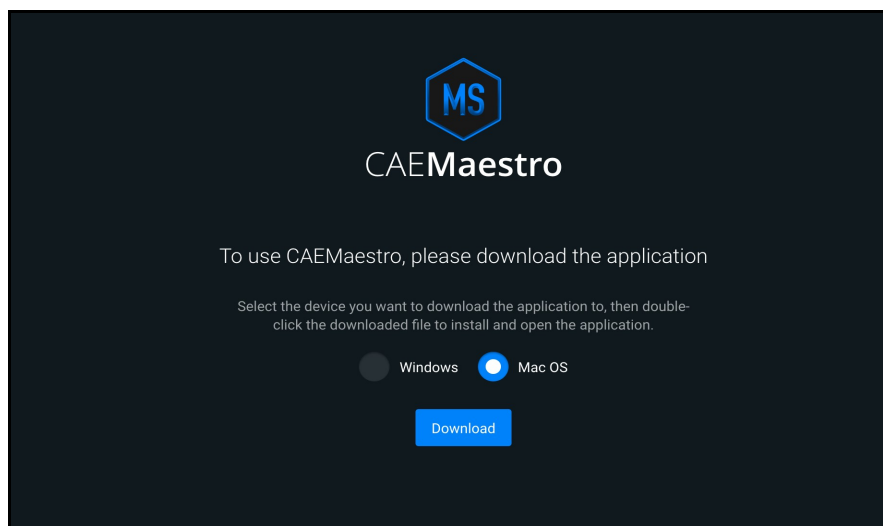 MS
CAEMaestro
To use CAEMaestro, please download the application
Select the device you want to download the application to, then double-
click the downloaded file to install and open the application.
Windows Mac OS
Download